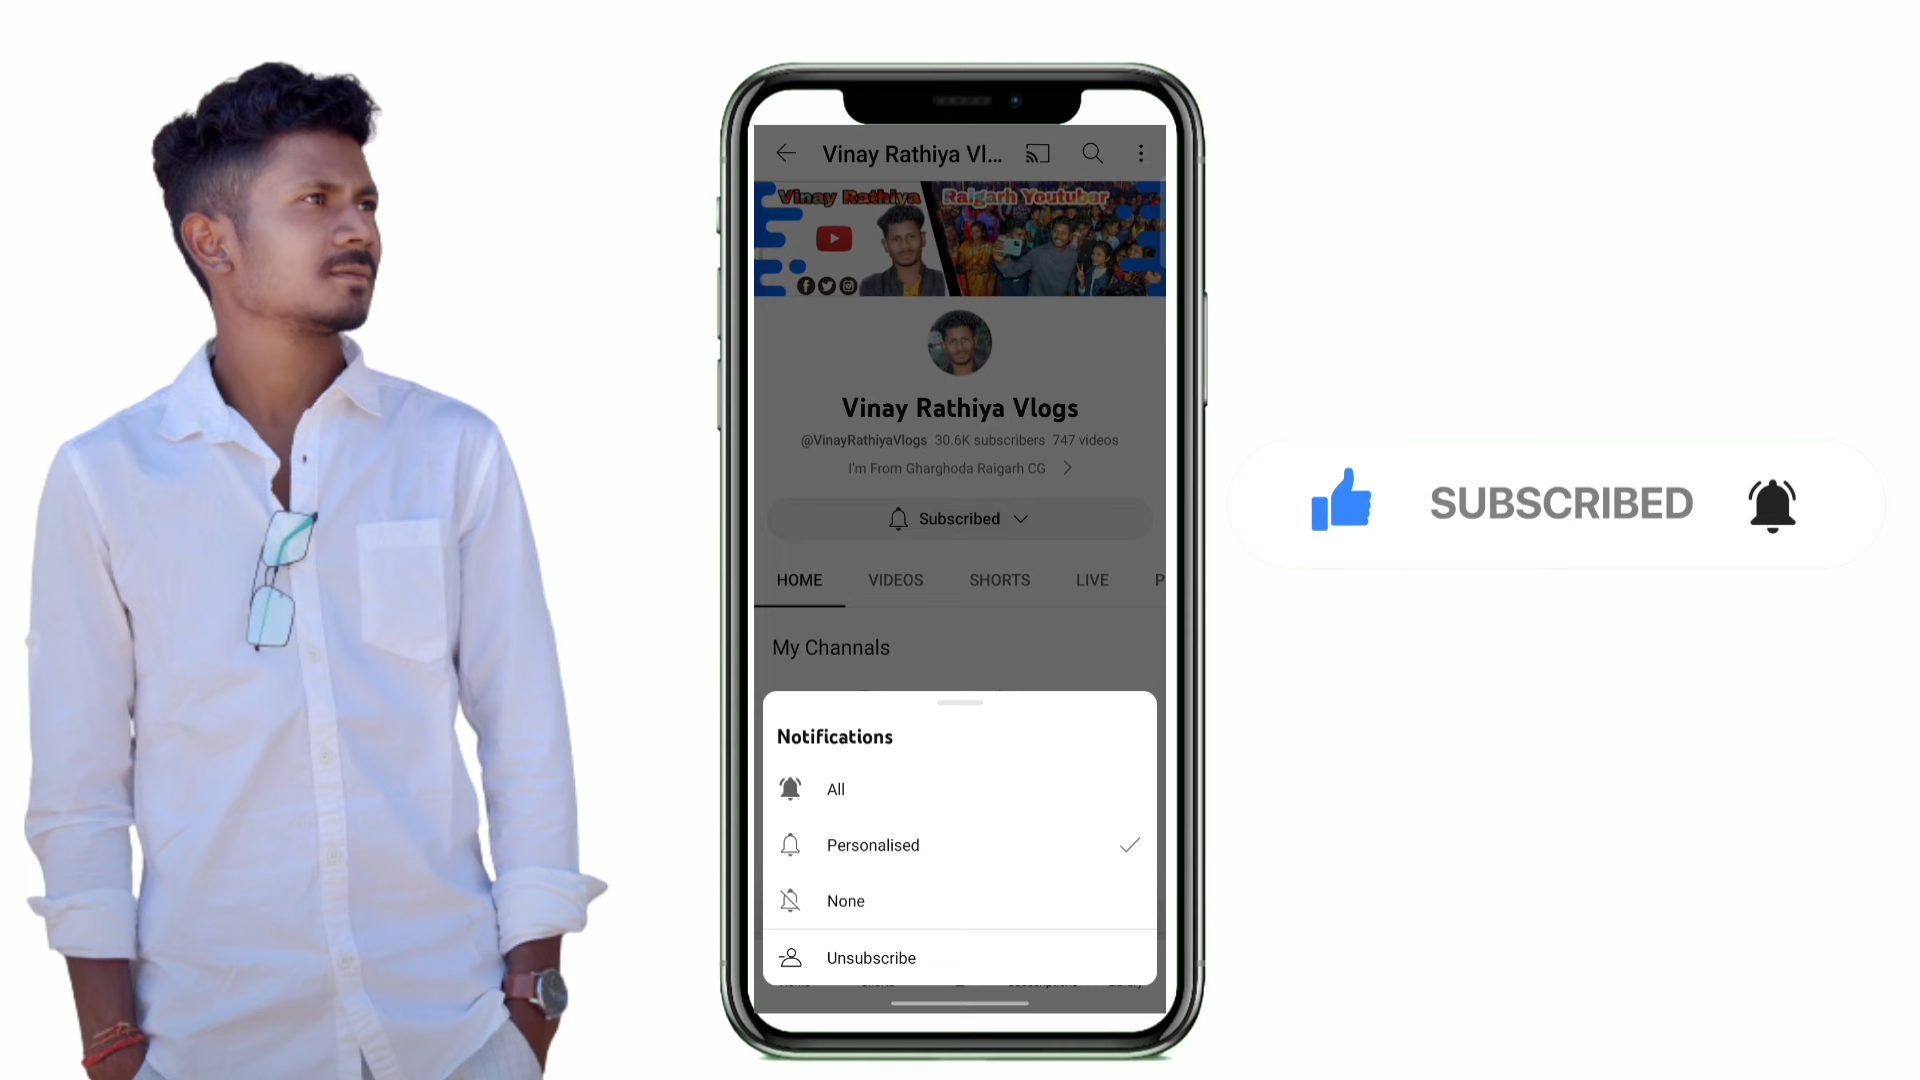 Vinay Rathiya Vl...
Vinay Rathiya
Raigarh Youtuber
Vinay Rathiya Vlogs
@VinayRathiyaVlogs 30.6K subscribers 747 videos
I'm From Gharghoda Raigarh CG
Subscribed
HOME VIDEOS SHORTS LIVE P
My Channels
Notifications
All
Personalised
None
Unsubscribe
SUBSCRIBED